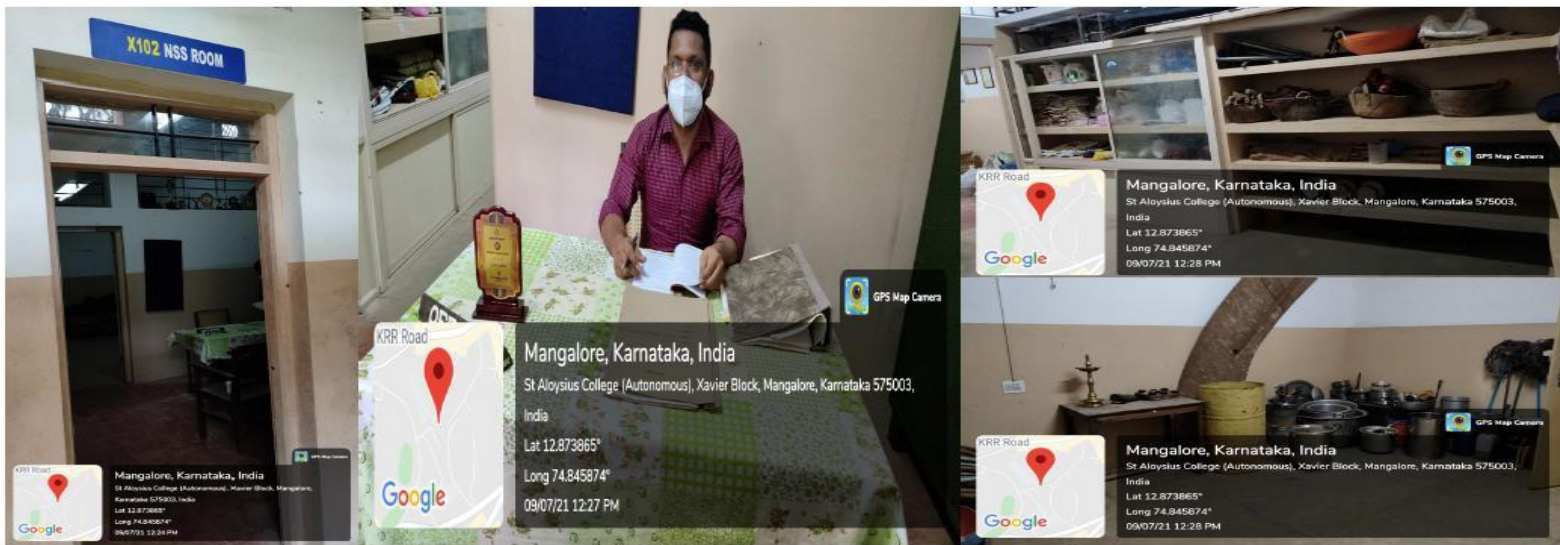 X102 NSS ROOM
GPS Map Camera
KRR Road
Google
Mangalore, Karnataka, India
St Aloysius College (Autonomous), Xavier Block, Mangalore,
Karnataka 575003, India
Lat 12.873865°
Long 74.845874°
09/07/21 12:24 PM
GPS Map Camera
KRR Road
Google
Mangalore, Karnataka, India
St Aloysius College (Autonomous), Xavier Block, Mangalore, Karnataka 575003,
India
Lat 12.873865°
Long 74.845874°
09/07/21 12:27 PM
GPS Map Camera
KRR Road
Google
Mangalore, Karnataka, India
St Aloysius College (Autonomous), Xavier Block, Mangalore, Karnataka 575003,
India
Lat 12.873865°
Long 74.845874°
09/07/21 12:28 PM
GPS Map Camera
KRR Road
Google
Mangalore, Karnataka, India
St Aloysius College (Autonomous), Xavier Block, Mangalore, Karnataka 575003,
India
Lat 12.873865°
Long 74.845874°
09/07/21 12:28 PM